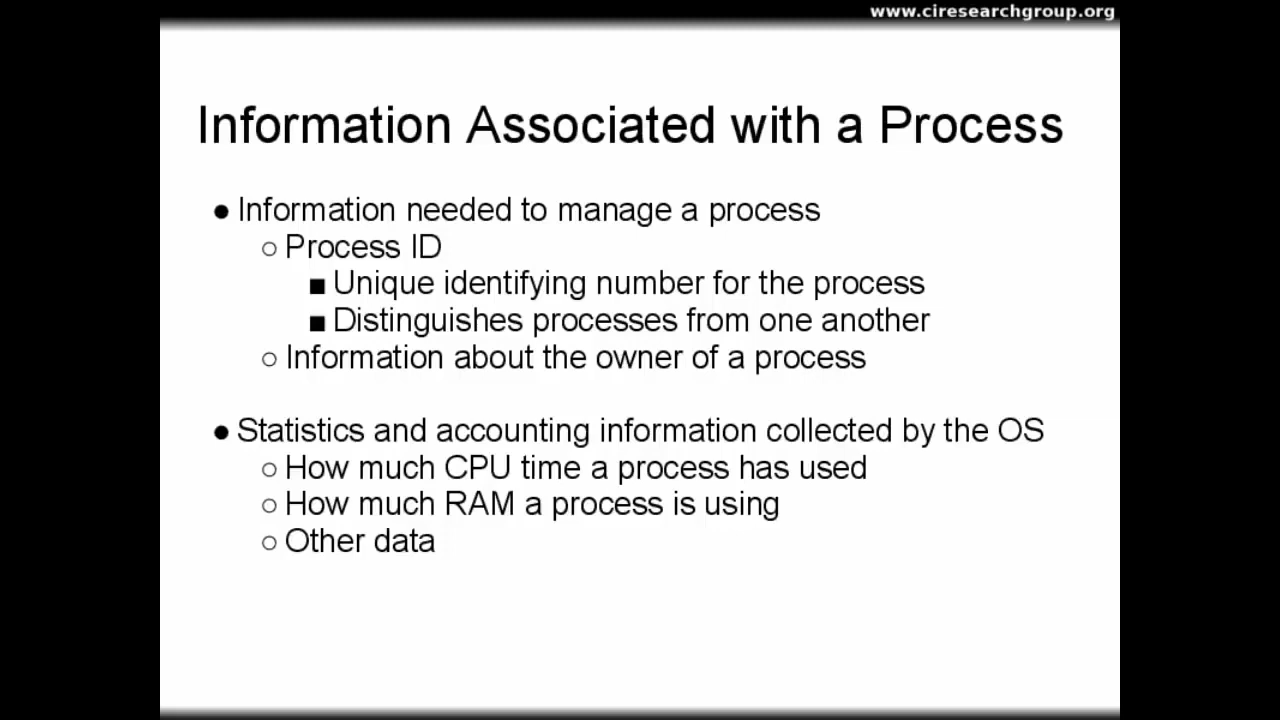 www.ciresearchgroup.org
Information Associated with a Process
● Information needed to manage a process
○ Process ID
■ Unique identifying number for the process
■ Distinguishes processes from one another
○ Information about the owner of a process
● Statistics and accounting information collected by the OS
○ How much CPU time a process has used
○ How much RAM a process is using
○ Other data